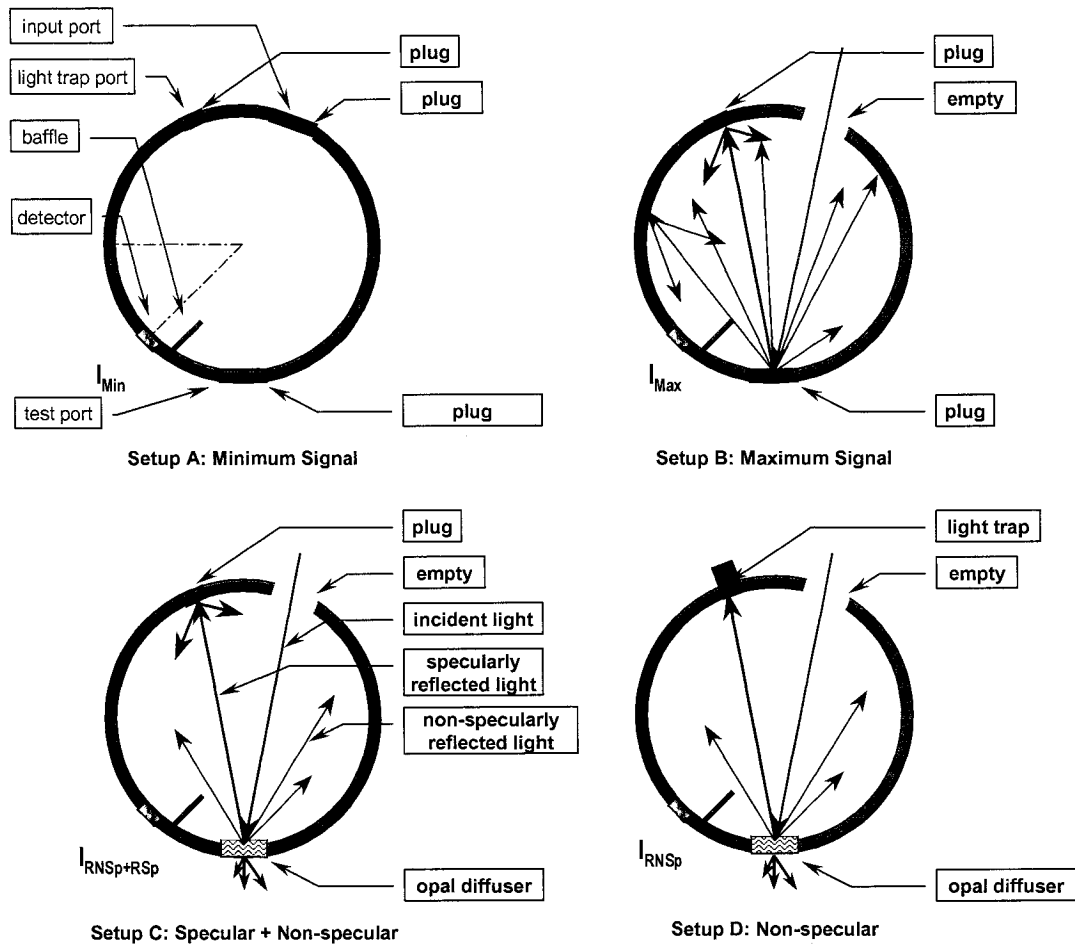 input port
light trap port
baffle
detector
plug
plug
I_Min
test port
plug
Setup A: Minimum Signal
plug
empty
I_Max
plug
Setup B: Maximum Signal
plug
empty
incident light
specularly
reflected light
non-specularly
reflected light
I_RNSp+RSp
opal diffuser
Setup C: Specular + Non-specular
light trap
empty
I_RNSp
opal diffuser
Setup D: Non-specular